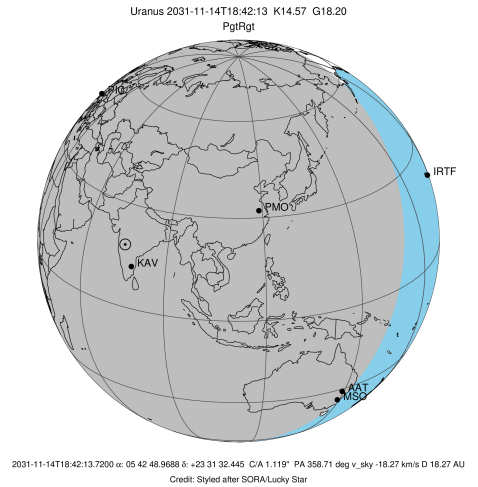 Uranus 2031-11-14T18:42:13  K14.57  G18.20
PgtRgt
PIC
IRTF
PMO
KAV
AAT
MSO
2031-11-14T18:42:13.7200 α: 05 42 48.9688 δ: +23 31 32.445  C/A 1.119"  PA 358.71 deg v_sky -18.27 km/s D 18.27 AU
Credit: Styled after SORA/Lucky Star